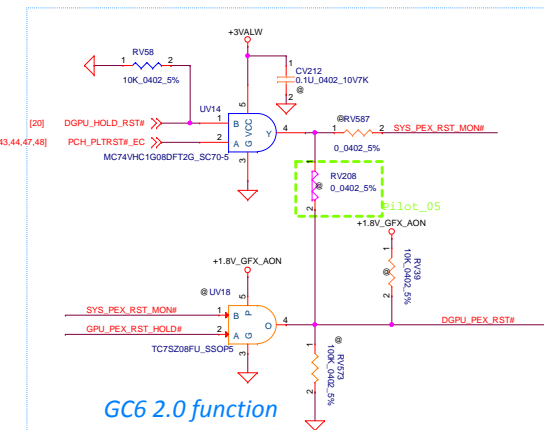 +3VALW
RV58
1 2
10K_0402_5%
CV212
0.1U_0402_10V7K
1
@
2
UV14
5
[20] DGPU_HOLD_RST# 1 B VCC Y 4
43,44,47,48] PCH_PLTRST#_EC 2 A G
3
MC74VHC1G08DFT2G_SC70-5
@RV587
1 2 SYS_PEX_RST_MON#
0_0402_5%
1
RV208
@
0_0402_5%
2
Pilot_05
+1.8V_GFX_AON
1
RV39
@
10K_0402_5%
2
+1.8V_GFX_AON
@ UV18
5
SYS_PEX_RST_MON# 1 B P O 4 DGPU_PEX_RST#
GPU_PEX_RST_HOLD# 2 A G
3
TC7SZ08FU_SSOP5
1
@
RV573
100K_0402_5%
2
GC6 2.0 function